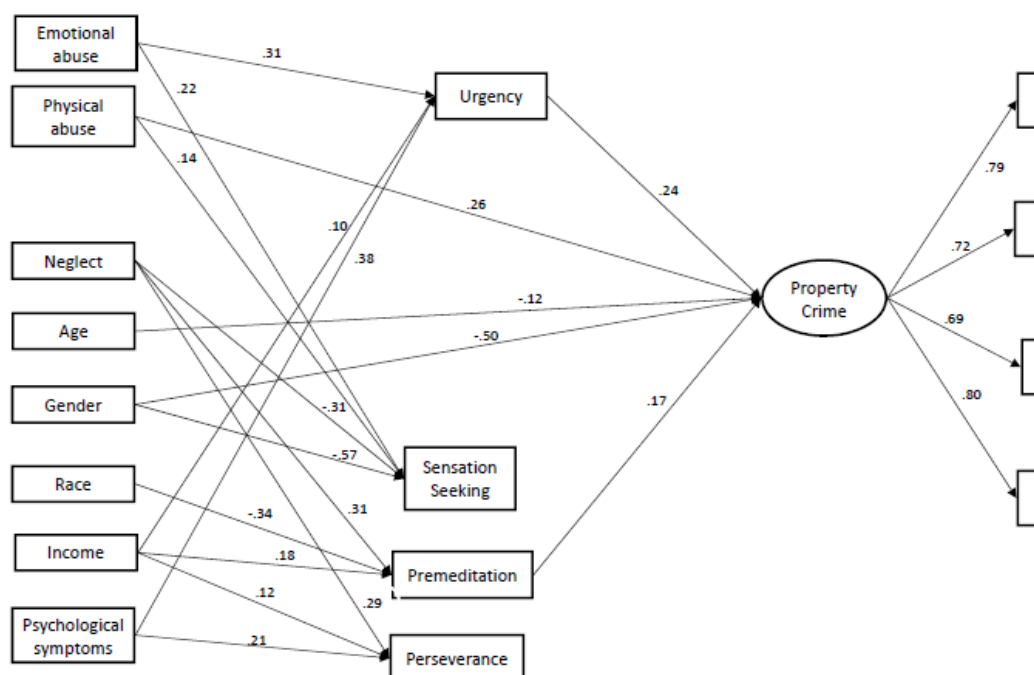 Emotional
abuse
.31
.22
Urgency
Physical
abuse
.14
.79
.24
.26
.10
.72
Neglect
.38
Property
Crime
-.12
Age
.69
-.50
.80
Gender
-.31
.17
-.57
Sensation
Seeking
Race
-.34
.31
Income
.18
Premeditation
.12
.29
Psychological
symptoms
.21
Perseverance